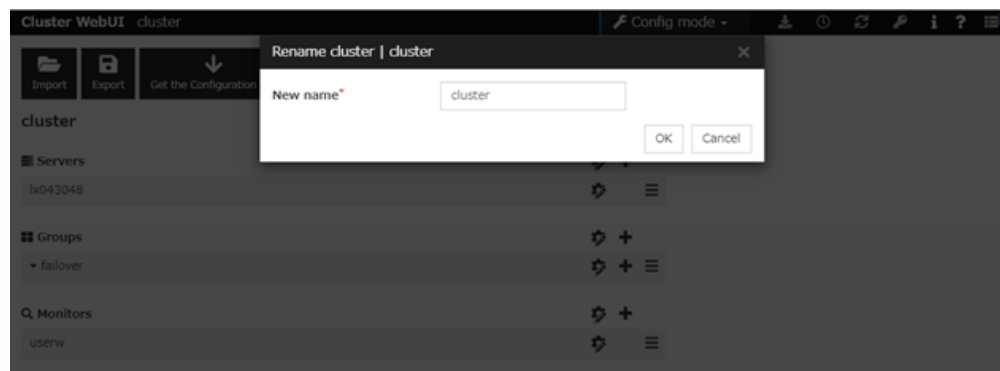 Cluster WebUI cluster
Config mode
Import Export Get the Configuration
Rename cluster | cluster
New name*
cluster
OK Cancel
cluster
Servers
lx043048
Groups
failover
Monitors
userw